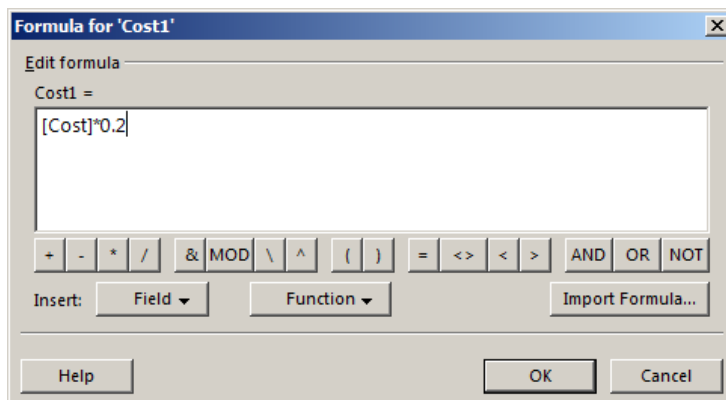 Formula for 'Cost1'
Edit formula
Cost1 =
[Cost]*0.2
+ - * / & MOD \ ^ ( ) = <> < > AND OR NOT
Insert: Field Function Import Formula...
Help OK Cancel